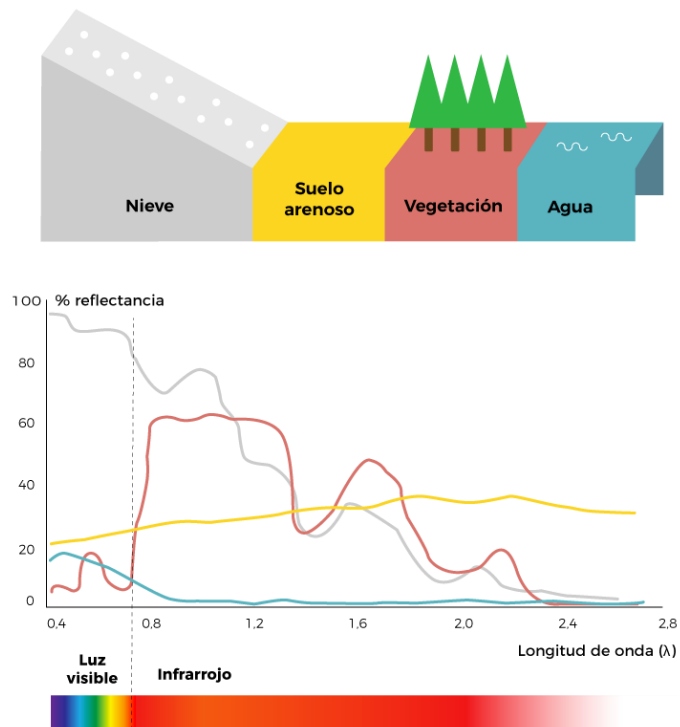 Nieve
Suelo
arenoso
Vegetación
Agua
100
% reflectancia
80
60
40
20
0
0,4
0,8
1,2
1,6
2,0
2,4
2,8
Longitud de onda (λ)
Luz
visible
Infrarrojo